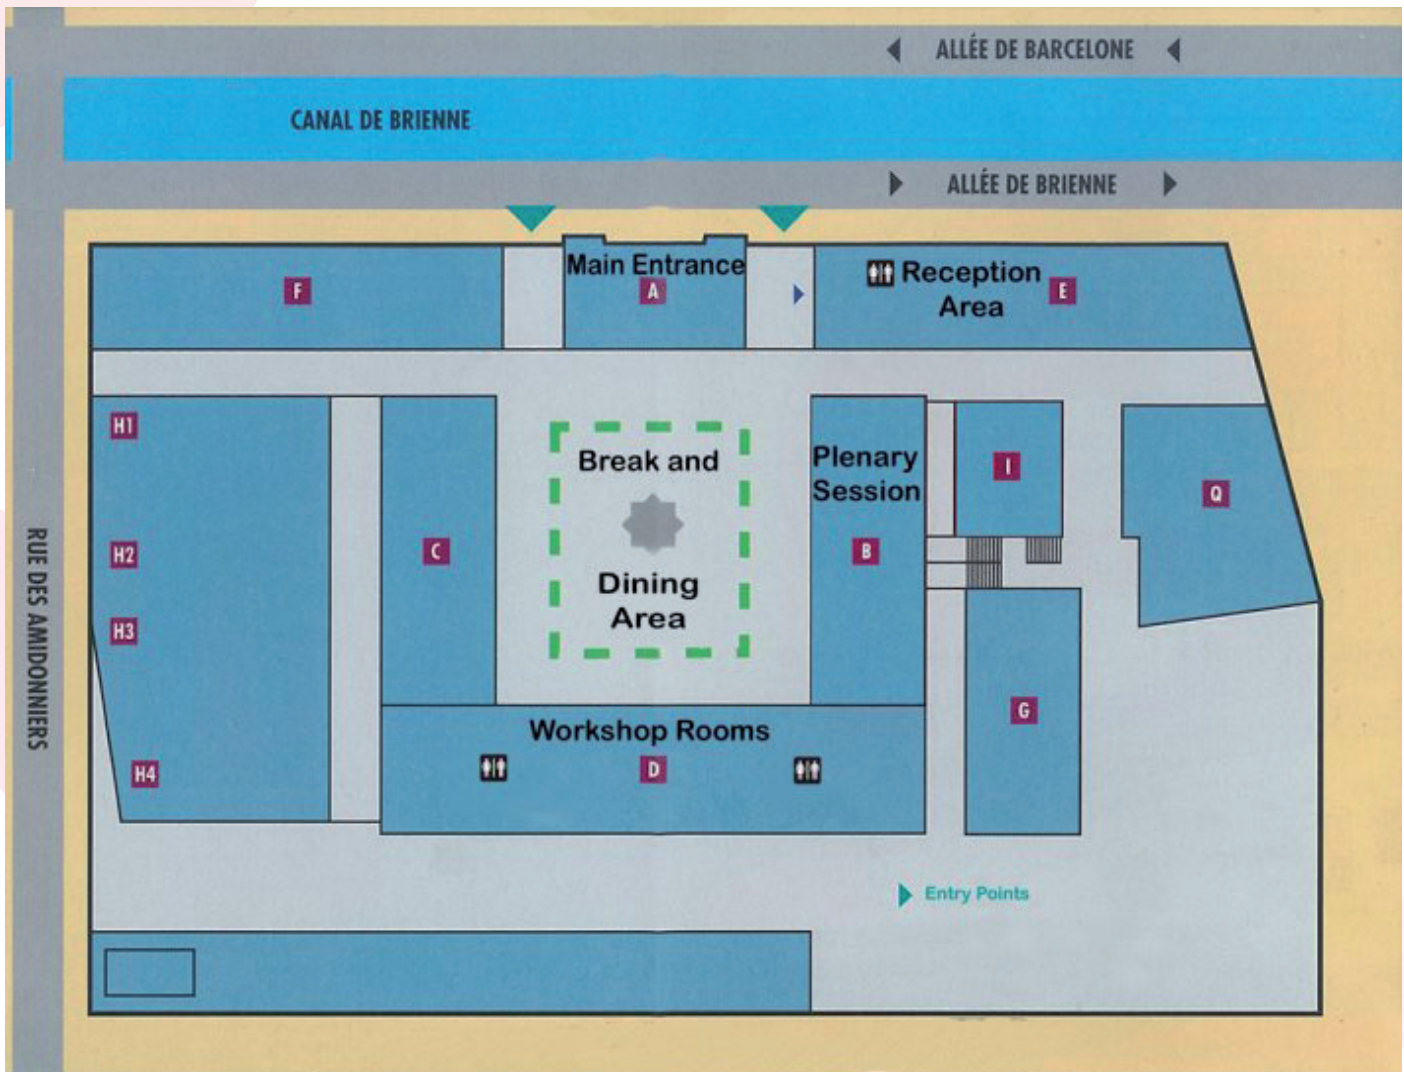 ALLÉE DE BARCELONE
CANAL DE BRIENNE
ALLÉE DE BRIENNE
Main Entrance
A
F
Reception
Area
E
H1
H2
H3
H4
C
Break and
Dining
Area
Plenary
Session
B
I
Q
G
Workshop Rooms
D
Entry Points
RUE DES AMIDONNIERS